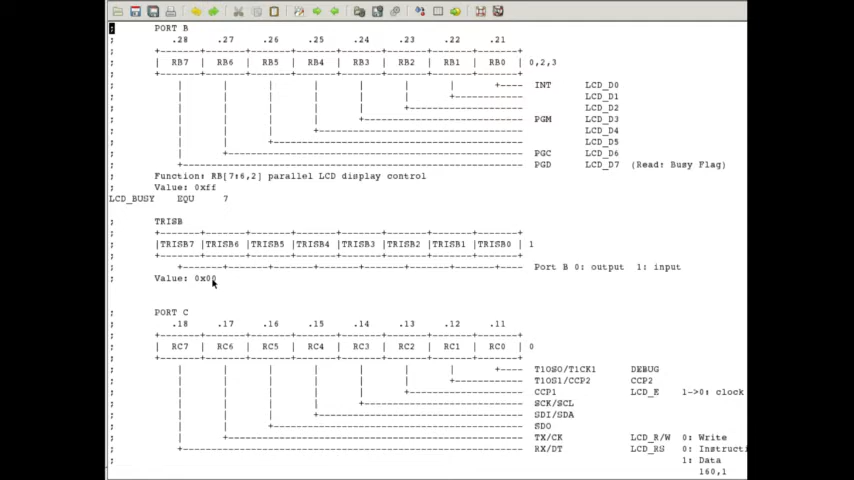 ;       PORT B
;          .28     .27     .26     .25     .24     .23     .22     .21
;       +-------+-------+-------+-------+-------+-------+-------+-------+
;       |  RB7  |  RB6  |  RB5  |  RB4  |  RB3  |  RB2  |  RB1  |  RB0  | 0,2,3
;       +-------+-------+-------+-------+-------+-------+-------+-------+
;           |       |       |       |       |       |       |       +----  INT      LCD_D0
;           |       |       |       |       |       |       +------------           LCD_D1
;           |       |       |       |       |       +--------------------           LCD_D2
;           |       |       |       |       +----------------------------  PGM      LCD_D3
;           |       |       |       +------------------------------------           LCD_D4
;           |       |       +--------------------------------------------           LCD_D5
;           |       +----------------------------------------------------  PGC      LCD_D6
;           +------------------------------------------------------------  PGD      LCD_D7  (Read: Busy Flag)
;       Function: RB[7:6,2] parallel LCD display control
;       Value: 0xff
LCD_BUSY    EQU     7
;       TRISB
;       +-------+-------+-------+-------+-------+-------+-------+-------+
;       |TRISB7 |TRISB6 |TRISB5 |TRISB4 |TRISB3 |TRISB2 |TRISB1 |TRISB0 | 1
;       +-------+-------+-------+-------+-------+-------+-------+-------+
;           +-------+-------+-------+-------+-------+-------+-------+----  Port B 0: output  1: input
;       Value: 0x00
;       PORT C
;          .18     .17     .16     .15     .14     .13     .12     .11
;       +-------+-------+-------+-------+-------+-------+-------+-------+
;       |  RC7  |  RC6  |  RC5  |  RC4  |  RC3  |  RC2  |  RC1  |  RC0  | 0
;       +-------+-------+-------+-------+-------+-------+-------+-------+
;           |       |       |       |       |       |       |       +----  T1OSO/T1CK1      DEBUG
;           |       |       |       |       |       |       +------------  T1OS1/CCP2       CCP2
;           |       |       |       |       |       +--------------------  CCP1             LCD_E    1->0: clock
;           |       |       |       |       +----------------------------  SCK/SCL
;           |       |       |       +------------------------------------  SDI/SDA
;           |       |       +--------------------------------------------  SDO
;           |       +----------------------------------------------------  TX/CK            LCD_R/W  0: Write
;           +------------------------------------------------------------  RX/DT            LCD_RS   0: Instructi
;                                                                                                    1: Data
160,1